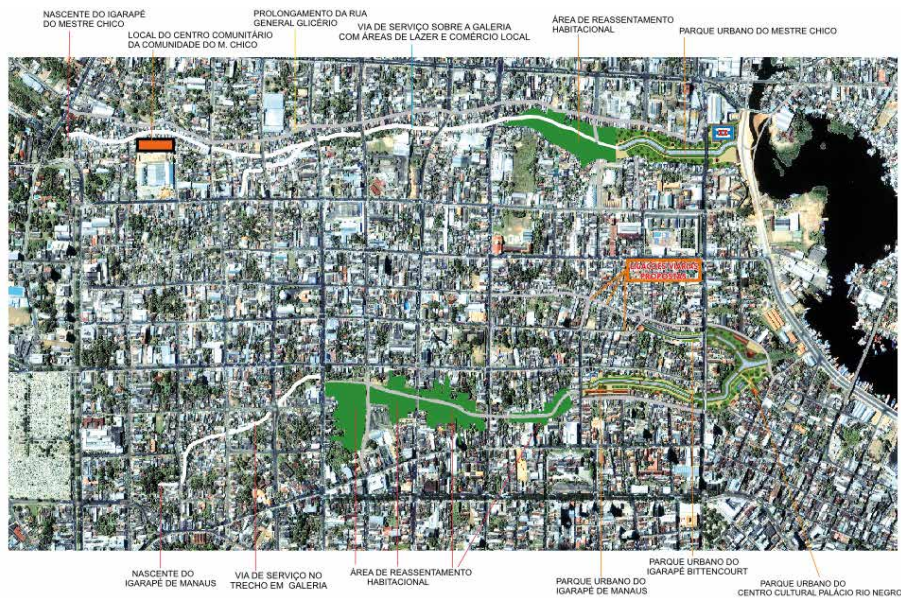 NASCENTE DO IGARAPÉ
DO MESTRE CHICO
LOCAL DO CENTRO COMUNITÁRIO
DA COMUNIDADE DO M. CHICO
PROLONGAMENTO DA RUA
GENERAL GLICÉRIO
VIA DE SERVIÇO SOBRE A GALERIA
COM ÁREAS DE LAZER E COMÉRCIO LOCAL
ÁREA DE REASSENTAMENTO
HABITACIONAL
PARQUE URBANO DO MESTRE CHICO
LIGAÇÕES VIÁRIAS
PROPOSTAS
NASCENTE DO
IGARAPÉ DE MANAUS
VIA DE SERVIÇO NO
TRECHO EM GALERIA
ÁREA DE REASSENTAMENTO
HABITACIONAL
PARQUE URBANO DO
IGARAPÉ DE MANAUS
PARQUE URBANO DO
IGARAPÉ BITTENCOURT
PARQUE URBANO DO
CENTRO CULTURAL PALÁCIO RIO NEGRO